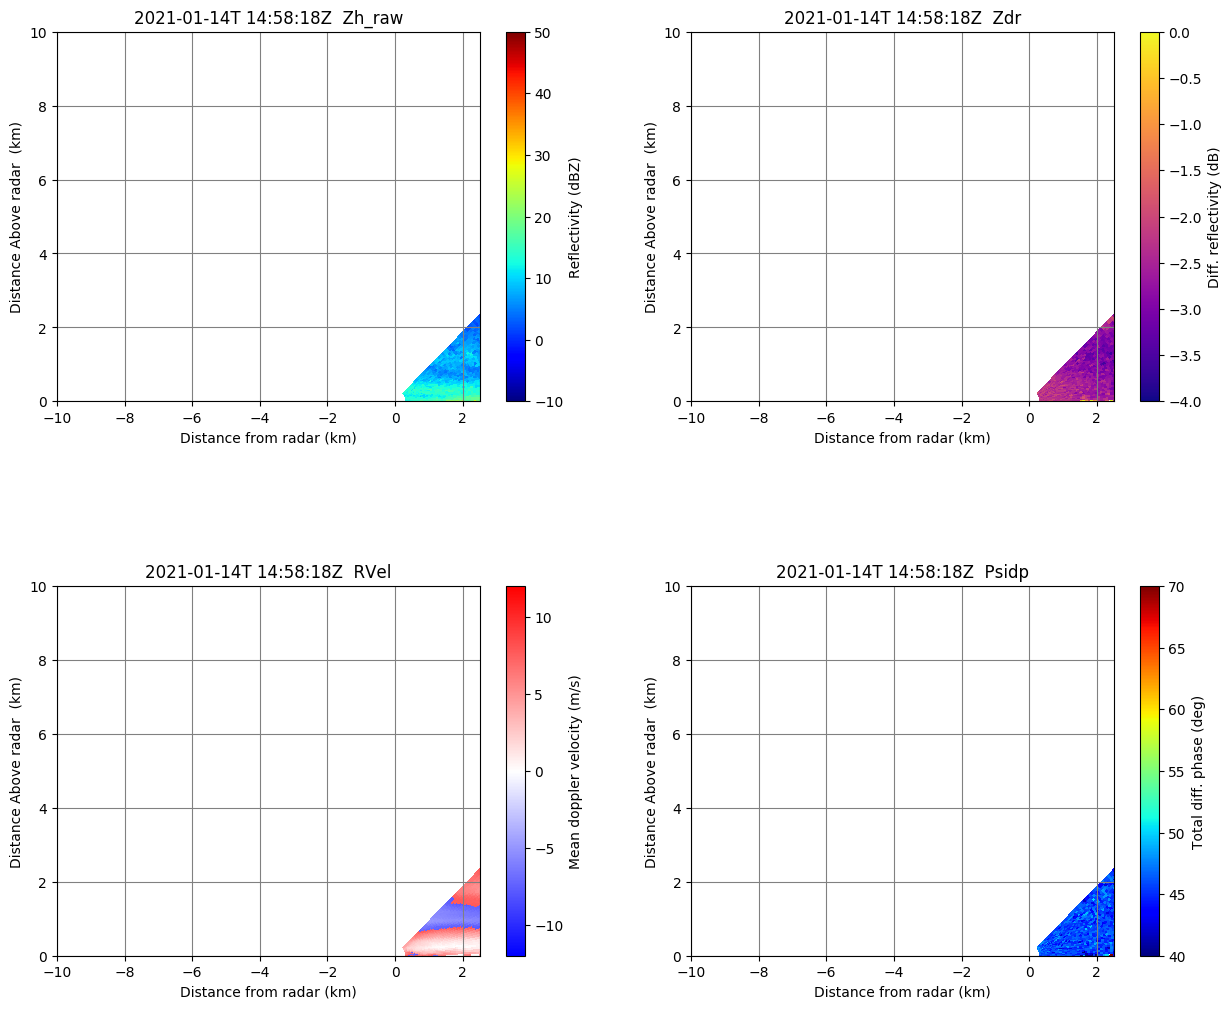 2021-01-14T 14:58:18Z  Zh_raw
10
8
6
4
2
0
Distance Above radar  (km)
−10 −8 −6 −4 −2 0 2
Distance from radar (km)
50
40
30
20
10
0
−10
Reflectivity (dBZ)
2021-01-14T 14:58:18Z  Zdr
10
8
6
4
2
0
Distance Above radar  (km)
−10 −8 −6 −4 −2 0 2
Distance from radar (km)
0.0
−0.5
−1.0
−1.5
−2.0
−2.5
−3.0
−3.5
−4.0
Diff. reflectivity (dB)
2021-01-14T 14:58:18Z  RVel
10
8
6
4
2
0
Distance Above radar  (km)
−10 −8 −6 −4 −2 0 2
Distance from radar (km)
10
5
0
−5
−10
Mean doppler velocity (m/s)
2021-01-14T 14:58:18Z  Psidp
10
8
6
4
2
0
Distance Above radar  (km)
−10 −8 −6 −4 −2 0 2
Distance from radar (km)
70
65
60
55
50
45
40
Total diff. phase (deg)